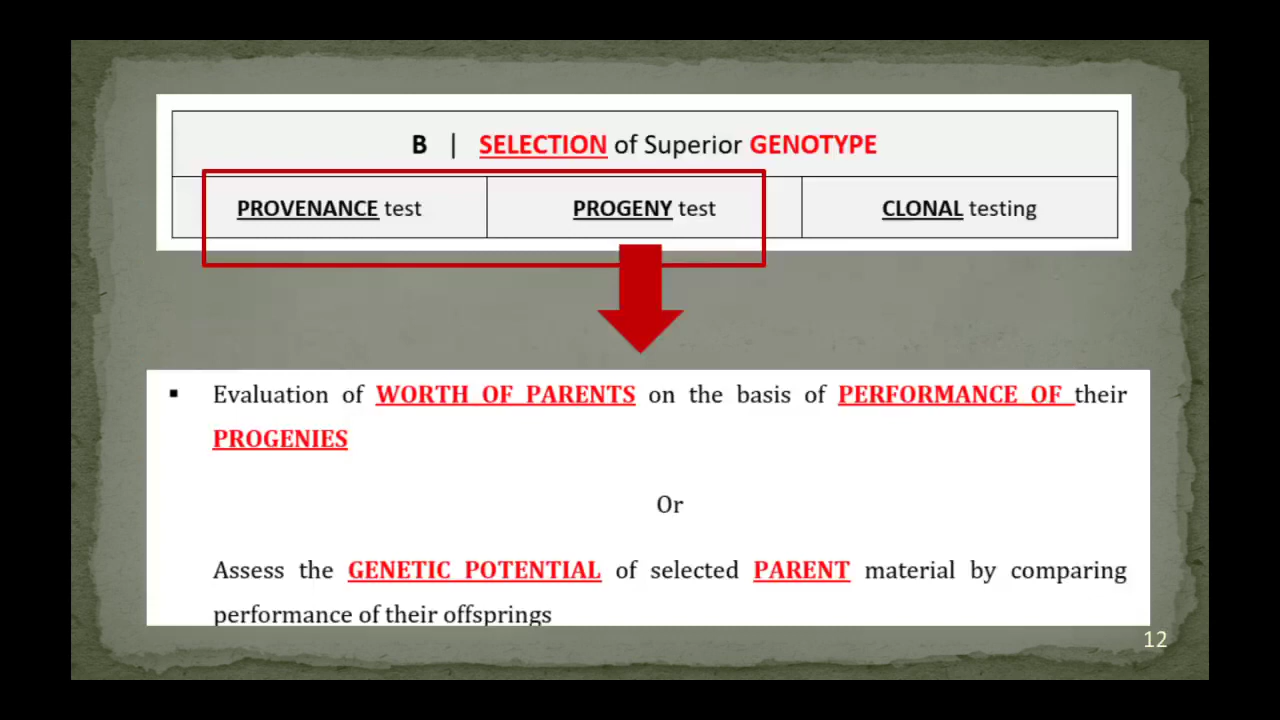 B | SELECTION of Superior GENOTYPE
PROVENANCE test PROGENY test CLONAL testing
▪ Evaluation of WORTH OF PARENTS on the basis of PERFORMANCE OF their
PROGENIES
Or
Assess the GENETIC POTENTIAL of selected PARENT material by comparing
performance of their offsprings
12